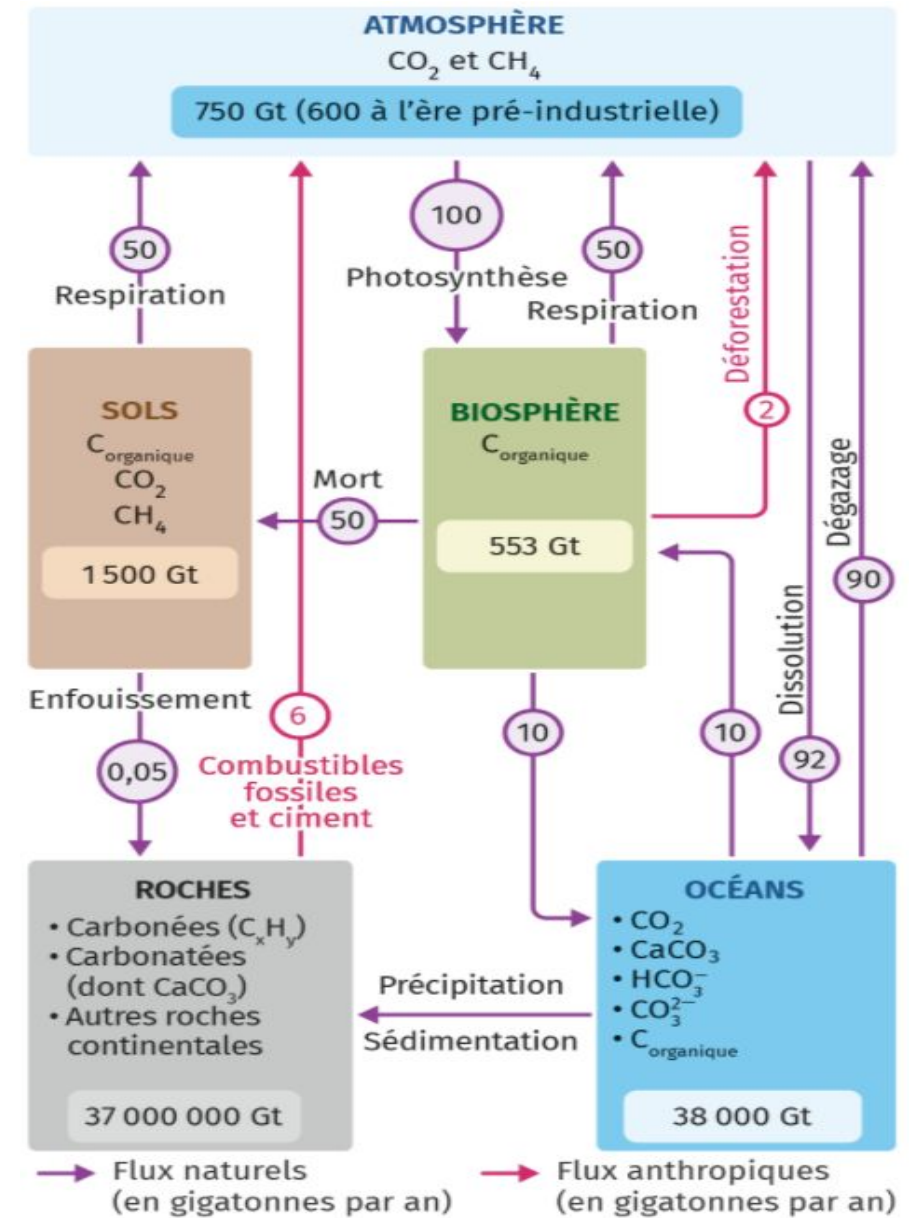 ATMOSPHÈRE
CO₂ et CH₄
750 Gt (600 à l'ère pré-industrielle)
50
Respiration
100
Photosynthèse
50
Respiration
Déforestation
2
Dissolution
92
Dégazage
90
SOLS
C organique
CO₂
CH₄
1 500 Gt
Mort
50
BIOSPHÈRE
C organique
553 Gt
Enfouissement
0,05
6
Combustibles
fossiles
et ciment
10
10
ROCHES
• Carbonées (CₓHᵧ)
• Carbonatées
(dont CaCO₃)
• Autres roches
continentales
37 000 000 Gt
Précipitation
Sédimentation
OCÉANS
• CO₂
• CaCO₃
• HCO₃⁻
• CO₃²⁻
• C organique
38 000 Gt
Flux naturels
(en gigatonnes par an)
Flux anthropiques
(en gigatonnes par an)